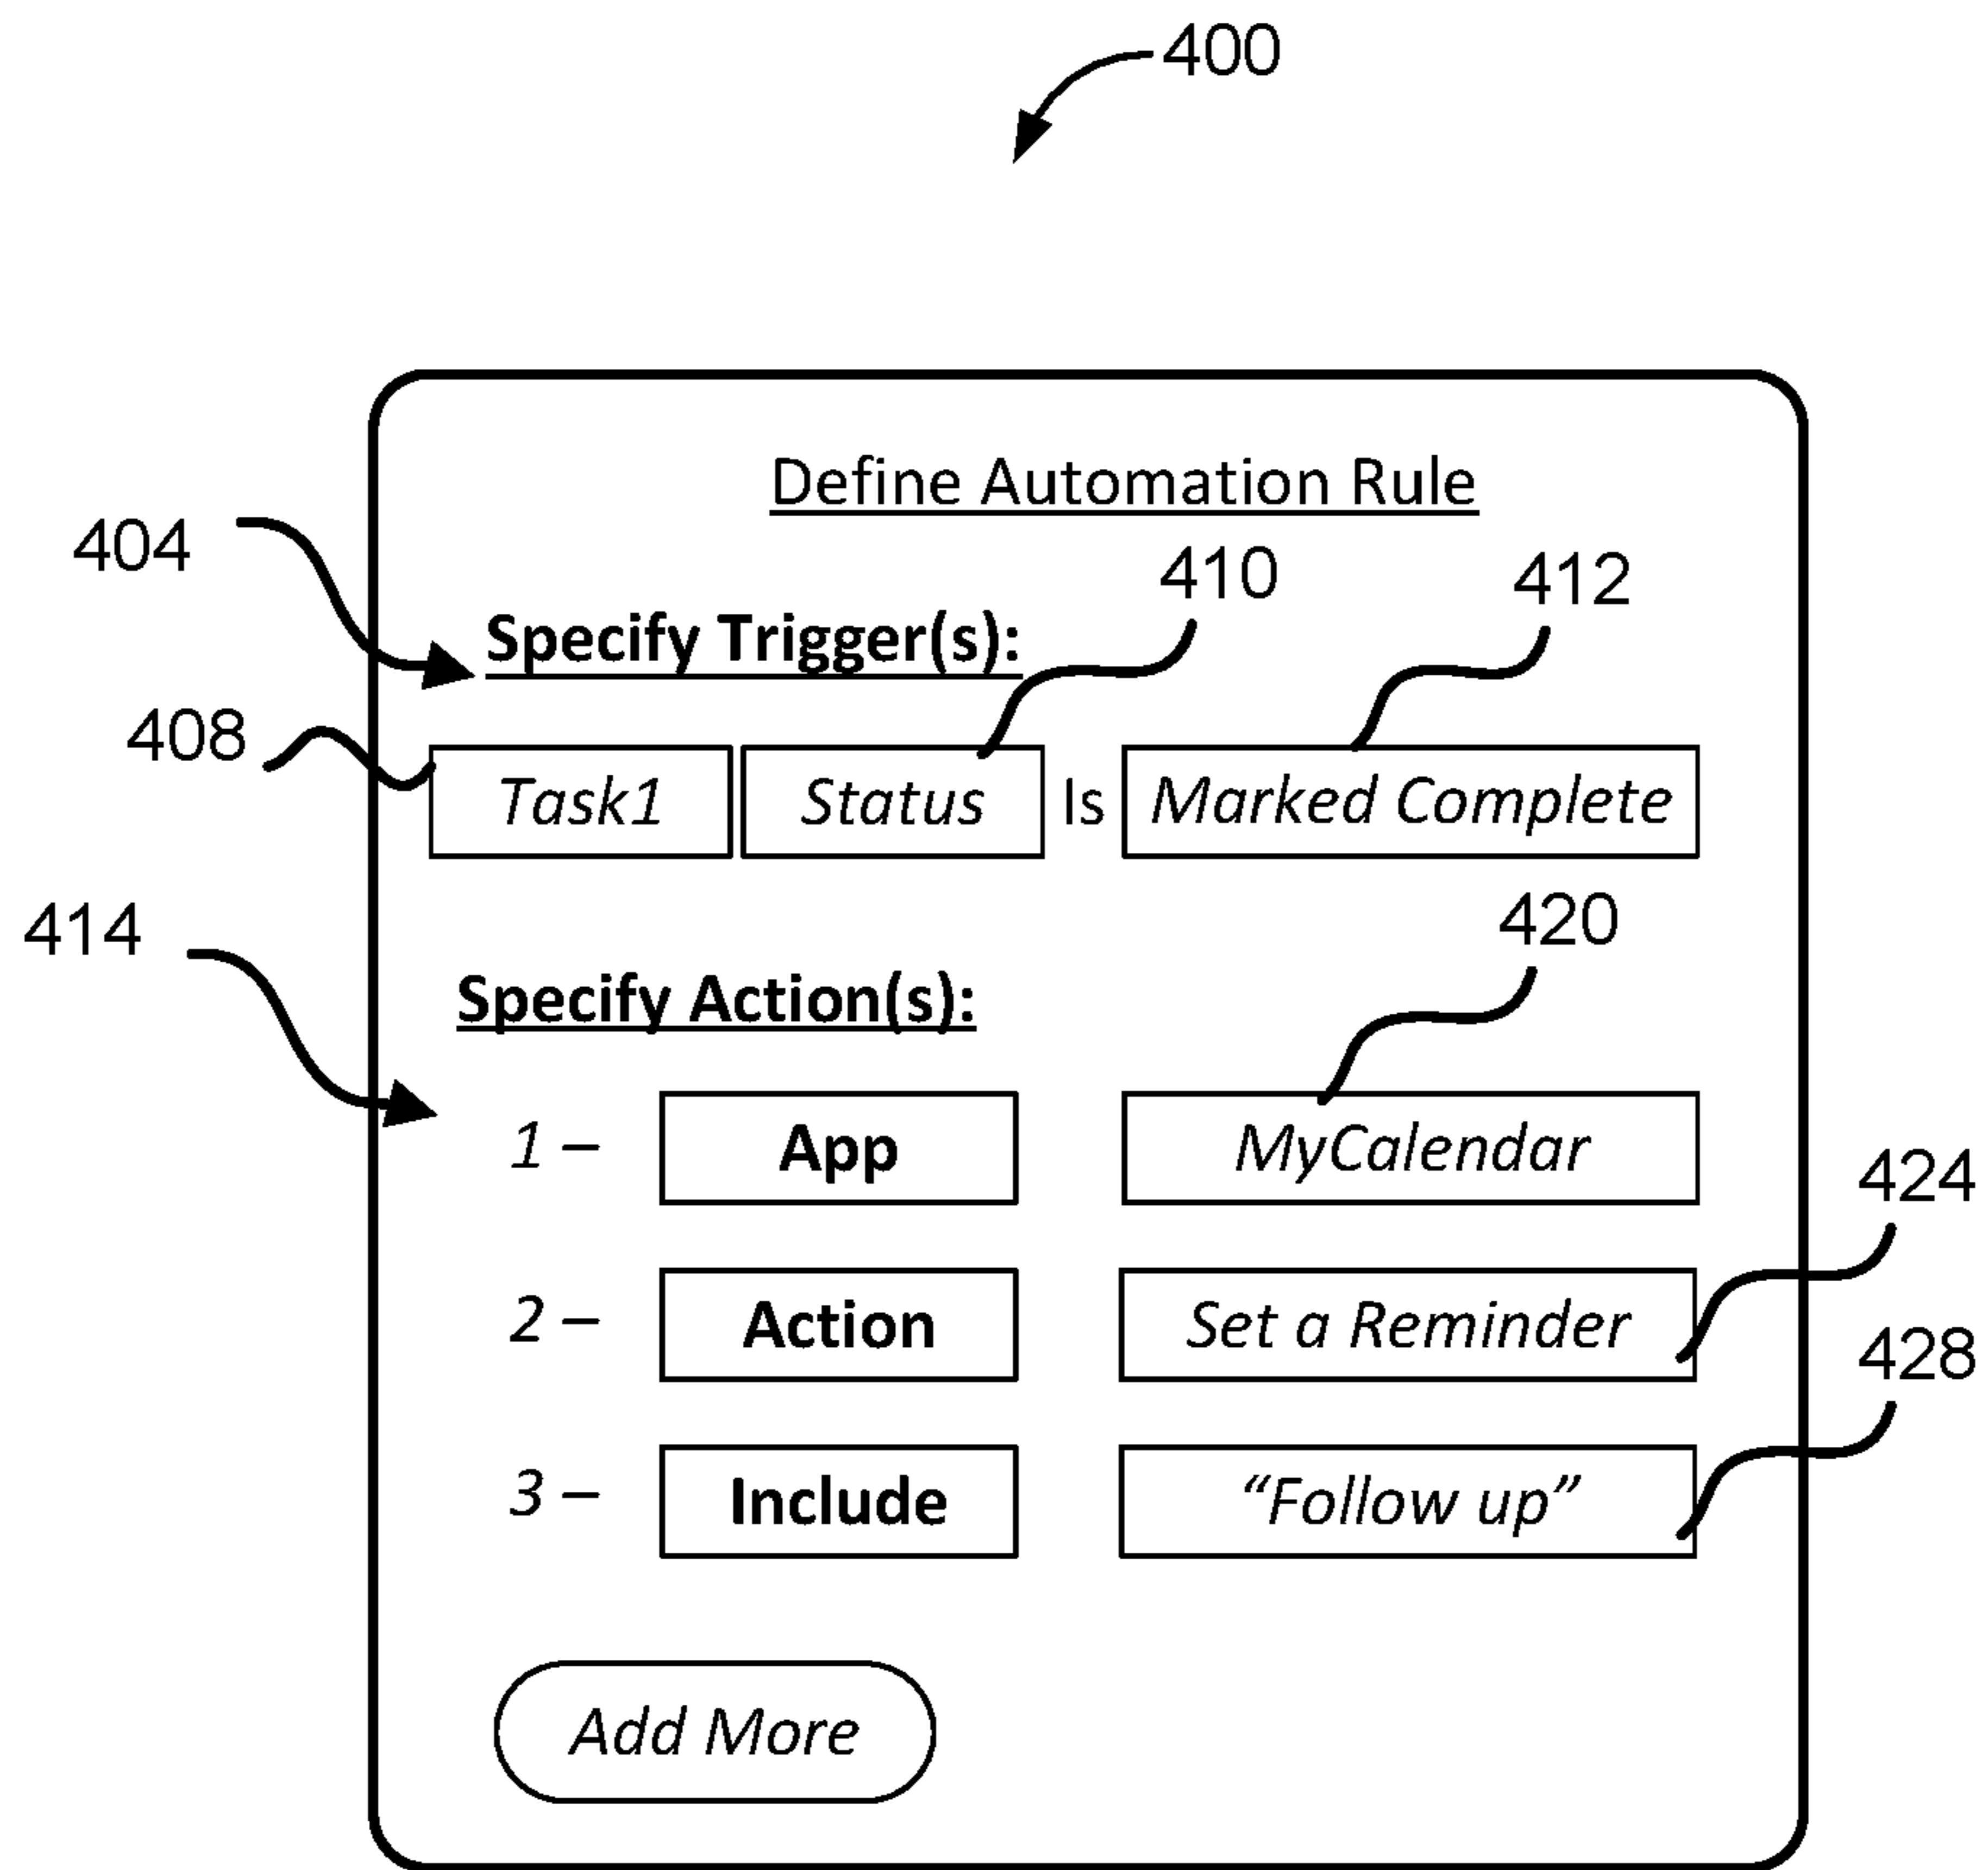 400
Define Automation Rule
404
410
412
Specify Trigger(s):
408
Task1 Status Is Marked Complete
414
420
Specify Action(s):
1 – App MyCalendar
424
2 – Action Set a Reminder
428
3 – Include “Follow up”
Add More